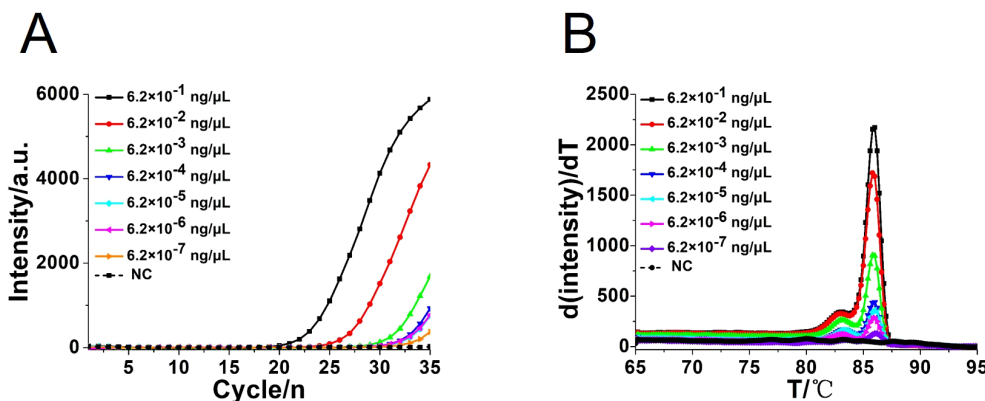 A
Intensity/a.u.
6000
4000
2000
0
6.2×10⁻¹ ng/μL
6.2×10⁻² ng/μL
6.2×10⁻³ ng/μL
6.2×10⁻⁴ ng/μL
6.2×10⁻⁵ ng/μL
6.2×10⁻⁶ ng/μL
6.2×10⁻⁷ ng/μL
NC
5 10 15 20 25 30 35
Cycle/n
B
d(intensity)/dT
2500
2000
1500
1000
500
0
6.2×10⁻¹ ng/μL
6.2×10⁻² ng/μL
6.2×10⁻³ ng/μL
6.2×10⁻⁴ ng/μL
6.2×10⁻⁵ ng/μL
6.2×10⁻⁶ ng/μL
6.2×10⁻⁷ ng/μL
NC
65 70 75 80 85 90 95
T/℃